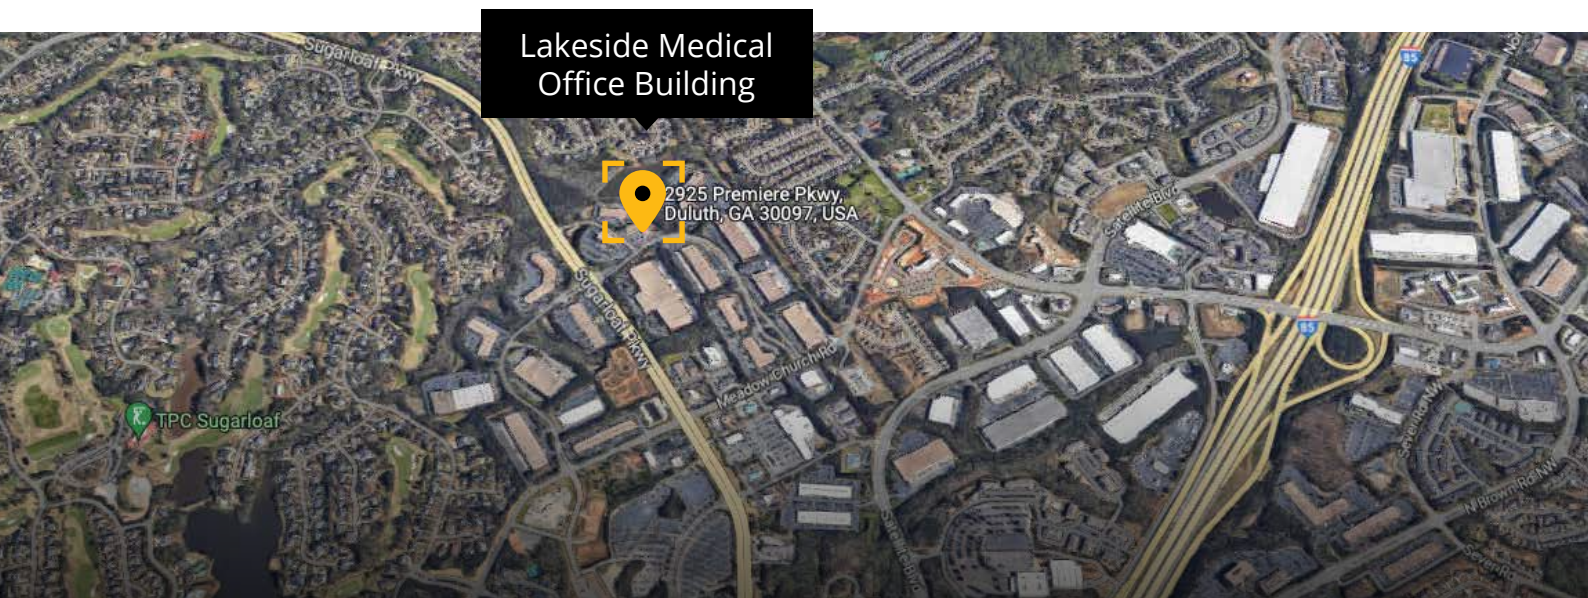 Lakeside Medical
Office Building
Sugarloaf Pkwy
85
2925 Premiere Pkwy,
Duluth, GA 30097, USA
Satellite Blvd
Sugarloaf Pkwy
85
Meadow Church Rd
TPC Sugarloaf
Sever Rd NW
N Brown Rd NW
Satellite Blvd
Sever Rd